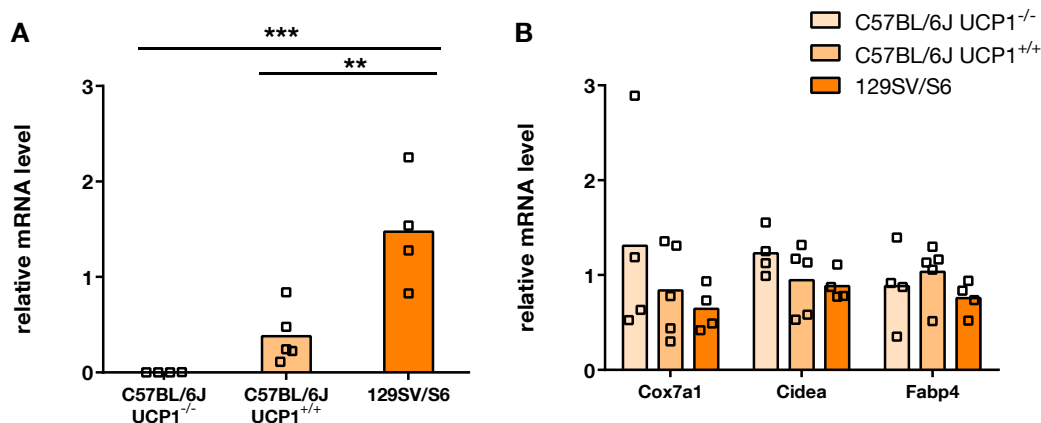 A
***
**
relative mRNA level
3
2
1
0
C57BL/6J
UCP1-/-
C57BL/6J
UCP1+/+
129SV/S6
B
C57BL/6J UCP1-/-
C57BL/6J UCP1+/+
129SV/S6
relative mRNA level
3
2
1
0
Cox7a1
Cidea
Fabp4